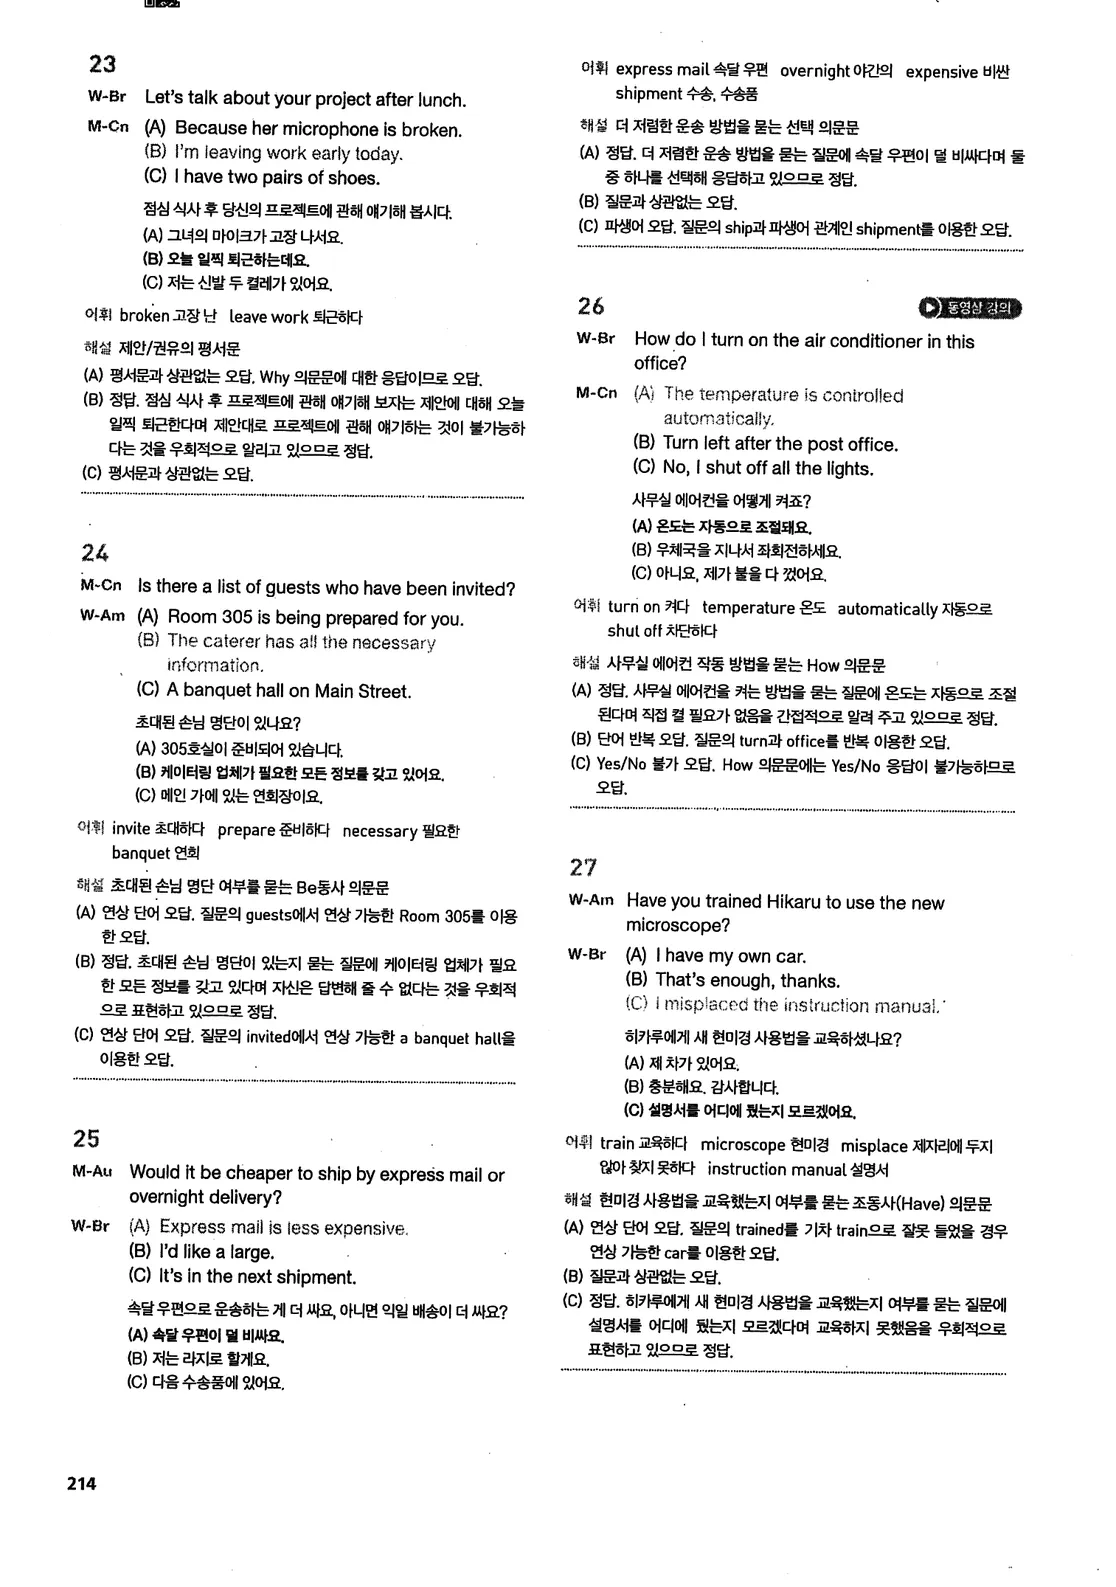 23
W-Br Let's talk about your project after lunch.
M-Cn (A) Because her microphone is broken.
(B) I'm leaving work early today.
(C) I have two pairs of shoes.
점심 식사 후 당신의 프로젝트에 관해 얘기해 봅시다.
(A) 그녀의 마이크가 고장 나서요.
(B) 오늘 일찍 퇴근하는데요.
(C) 저는 신발 두 켤레가 있어요.
어휘 broken 고장 난 leave work 퇴근하다
해설 제안/권유의 평서문
(A) 평서문과 상관없는 오답. Why 의문문에 대한 응답이므로 오답.
(B) 정답. 점심 식사 후 프로젝트에 관해 얘기해 보자는 제안에 대해 오늘
일찍 퇴근한다며 제안대로 프로젝트에 관해 얘기하는 것이 불가능하
다는 것을 우회적으로 알리고 있으므로 정답.
(C) 평서문과 상관없는 오답.
24
M-Cn Is there a list of guests who have been invited?
W-Am (A) Room 305 is being prepared for you.
(B) The caterer has all the necessary
information.
(C) A banquet hall on Main Street.
초대된 손님 명단이 있나요?
(A) 305호실이 준비되어 있습니다.
(B) 케이터링 업체가 필요한 모든 정보를 갖고 있어요.
(C) 메인 가에 있는 연회장이요.
어휘 invite 초대하다 prepare 준비하다 necessary 필요한
banquet 연회
해설 초대된 손님 명단 여부를 묻는 Be동사 의문문
(A) 연상 단어 오답. 질문의 guests에서 연상 가능한 Room 305를 이용
한 오답.
(B) 정답. 초대된 손님 명단이 있는지 묻는 질문에 케이터링 업체가 필요
한 모든 정보를 갖고 있다며 자신은 답변해 줄 수 없다는 것을 우회적
으로 표현하고 있으므로 정답.
(C) 연상 단어 오답. 질문의 invited에서 연상 가능한 a banquet hall을
이용한 오답.
25
M-Au Would it be cheaper to ship by express mail or
overnight delivery?
W-Br (A) Express mail is less expensive.
(B) I'd like a large.
(C) It's in the next shipment.
속달 우편으로 운송하는 게 더 싸요, 아니면 익일 배송이 더 싸요?
(A) 속달 우편이 덜 비싸요.
(B) 저는 라지로 할게요.
(C) 다음 수송품에 있어요.
214
어휘 express mail 속달 우편 overnight 야간의 expensive 비싼
shipment 수송, 수송품
해설 더 저렴한 운송 방법을 묻는 선택 의문문
(A) 정답. 더 저렴한 운송 방법을 묻는 질문에 속달 우편이 덜 비싸다며 둘
중 하나를 선택해 응답하고 있으므로 정답.
(B) 질문과 상관없는 오답.
(C) 파생어 오답. 질문의 ship과 파생어 관계인 shipment를 이용한 오답.
26 동영상 강의
W-Br How do I turn on the air conditioner in this
office?
M-Cn (A) The temperature is controlled
automatically.
(B) Turn left after the post office.
(C) No, I shut off all the lights.
사무실 에어컨을 어떻게 켜죠?
(A) 온도는 자동으로 조절돼요.
(B) 우체국을 지나서 좌회전하세요.
(C) 아니요, 제가 불을 다 껐어요.
어휘 turn on 켜다 temperature 온도 automatically 자동으로
shut off 차단하다
해설 사무실 에어컨 작동 방법을 묻는 How 의문문
(A) 정답. 사무실 에어컨을 켜는 방법을 묻는 질문에 온도는 자동으로 조절
된다며 직접 켤 필요가 없음을 간접적으로 알려 주고 있으므로 정답.
(B) 단어 반복 오답. 질문의 turn과 office를 반복 이용한 오답.
(C) Yes/No 불가 오답. How 의문문에는 Yes/No 응답이 불가능하므로
오답.
27
W-Am Have you trained Hikaru to use the new
microscope?
W-Br (A) I have my own car.
(B) That's enough, thanks.
(C) I misplaced the instruction manual.
히카루에게 새 현미경 사용법을 교육하셨나요?
(A) 제 차가 있어요.
(B) 충분해요. 감사합니다.
(C) 설명서를 어디에 뒀는지 모르겠어요.
어휘 train 교육하다 microscope 현미경 misplace 제자리에 두지
않아 찾지 못하다 instruction manual 설명서
해설 현미경 사용법을 교육했는지 여부를 묻는 조동사(Have) 의문문
(A) 연상 단어 오답. 질문의 trained를 기차 train으로 잘못 들었을 경우
연상 가능한 car를 이용한 오답.
(B) 질문과 상관없는 오답.
(C) 정답. 히카루에게 새 현미경 사용법을 교육했는지 여부를 묻는 질문에
설명서를 어디에 뒀는지 모르겠다며 교육하지 못했음을 우회적으로
표현하고 있으므로 정답.